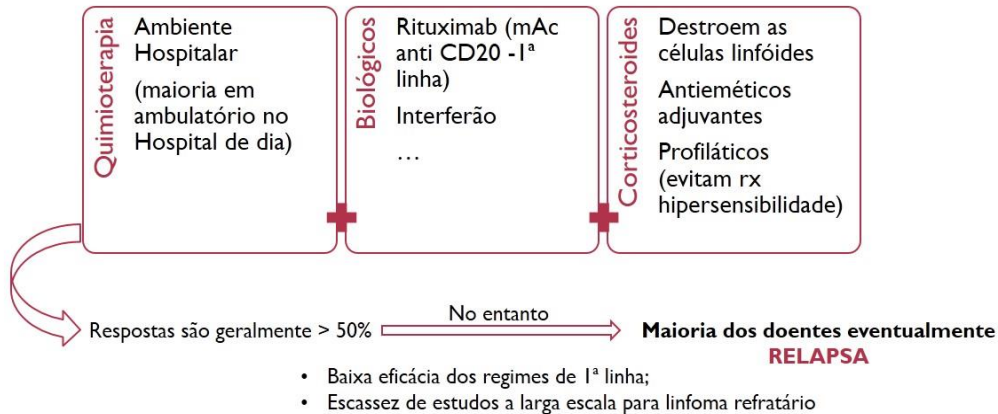 Quimioterapia
Ambiente
Hospitalar
(maioria em
ambulatório no
Hospital de dia)
Biológicos
Rituximab (mAc
anti CD20 -1ª
linha)
Interferão
…
Corticosteroides
Destroem as
células linfóides
Antieméticos
adjuvantes
Profiláticos
(evitam rx
hipersensibilidade)
Respostas são geralmente > 50%
No entanto
Maioria dos doentes eventualmente
RELAPSA
• Baixa eficácia dos regimes de 1ª linha;
• Escassez de estudos a larga escala para linfoma refratário